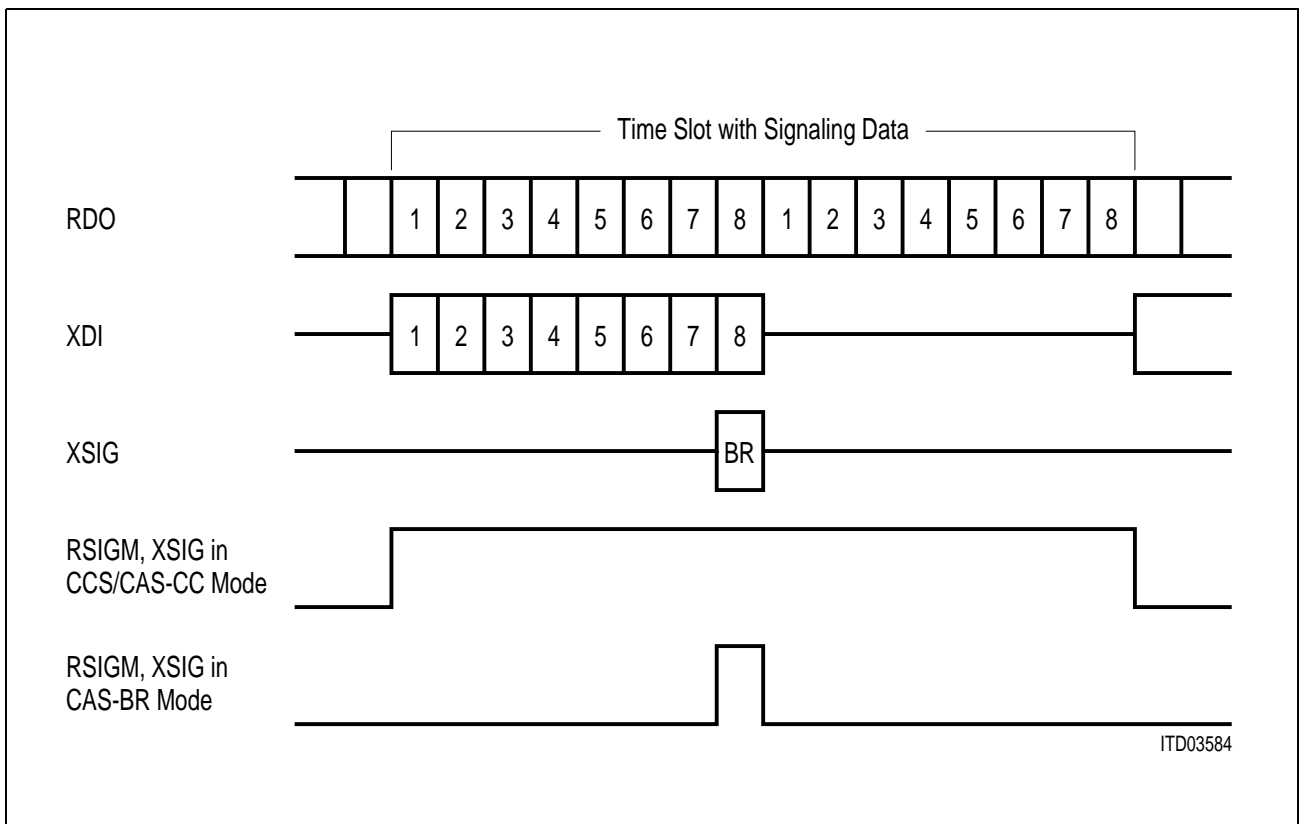 Time Slot with Signaling Data
RDO 1 2 3 4 5 6 7 8 1 2 3 4 5 6 7 8
XDI 1 2 3 4 5 6 7 8
XSIG BR
RSIGM, XSIG in
CCS/CAS-CC Mode
RSIGM, XSIG in
CAS-BR Mode
ITD03584